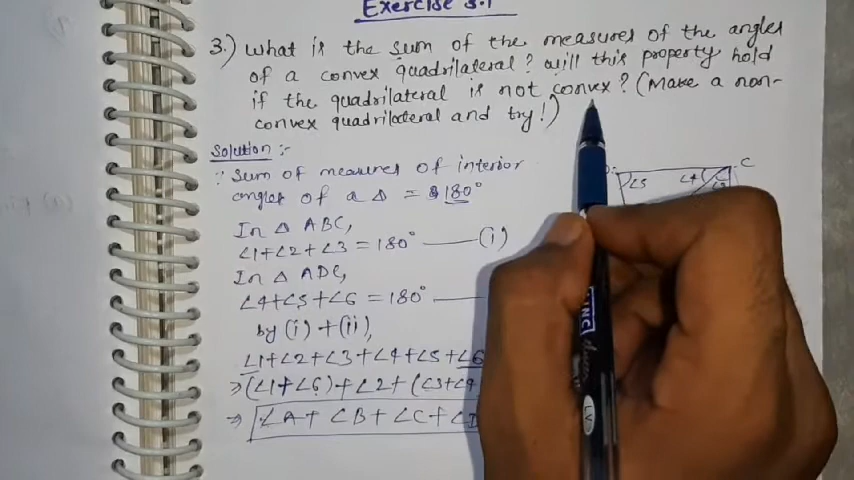 Exercise 3.1
3.) What is the sum of the measures of the angles
of a convex quadrilateral? will this property hold
if the quadrilateral is not convex? (Make a non-
convex quadrilateral and try!)
Solution :-
∵ Sum of measures of interior
angles of a Δ = 180°
In Δ ABC,
∠1+∠2+∠3 = 180° —— (i)
In Δ ADC,
∠4+∠5+∠6 = 180° ——
by (i) + (ii),
∠1+∠2+∠3+∠4+∠5+∠6
⇒ (∠1+∠6)+∠2+(∠3+∠4
⇒ ∠A+ ∠B+ ∠C+ ∠D
C
∠5 ∠4